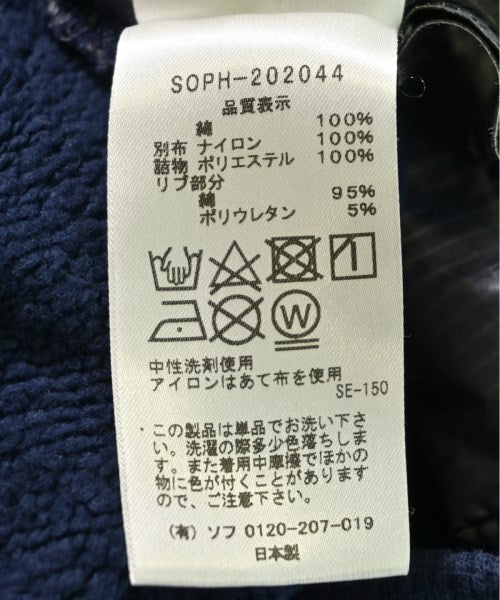 SOPH-202044
品質表示
綿 100%
別布 ナイロン 100%
詰物 ポリエステル 100%
リブ部分
綿 95%
ポリウレタン 5%
W
中性洗剤使用
アイロンはあて布を使用
SE-150
・この製品は単品でお洗い下さ
い。洗濯の際多少色落ちしま
す。また着用中摩擦でほかの
物に色が付くことがあります
ので、ご注意下さい。
(有) ソフ 0120-207-019
日本製